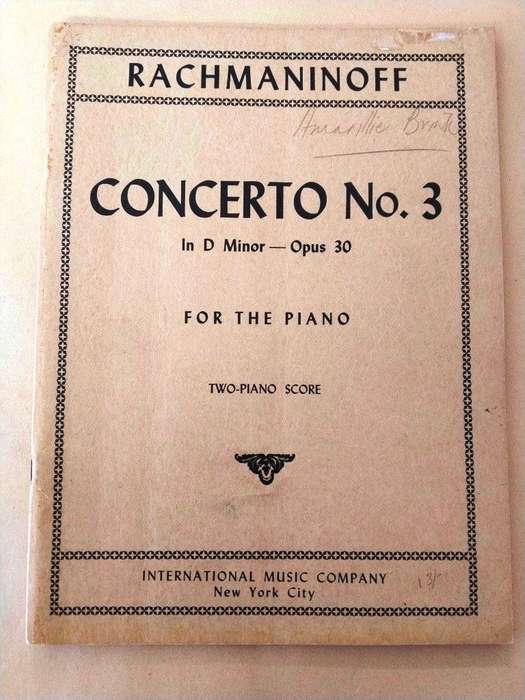 RACHMANINOFF
CONCERTO No. 3
In D Minor — Opus 30
FOR THE PIANO
TWO-PIANO SCORE
INTERNATIONAL MUSIC COMPANY
New York City